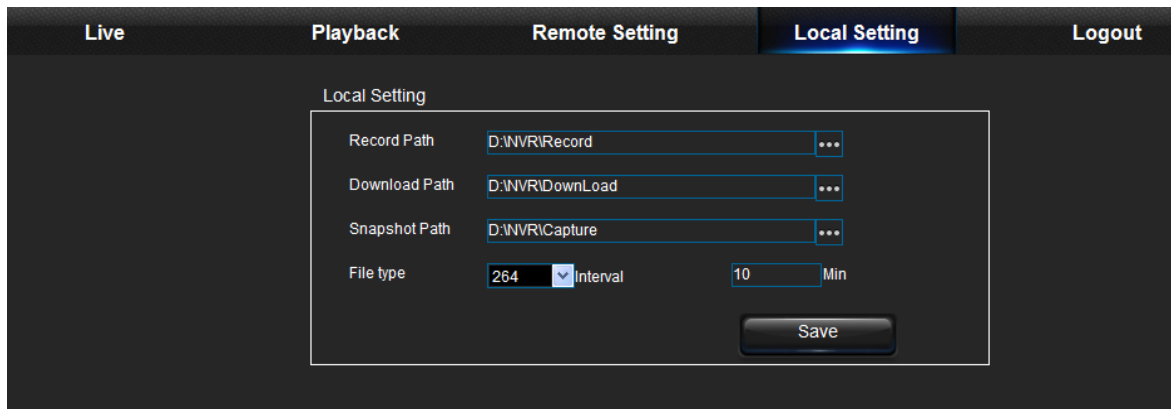 Live Playback Remote Setting Local Setting Logout
Local Setting
Record Path D:\NVR\Record ...
Download Path D:\NVR\DownLoad ...
Snapshot Path D:\NVR\Capture ...
File type 264 Interval 10 Min
Save